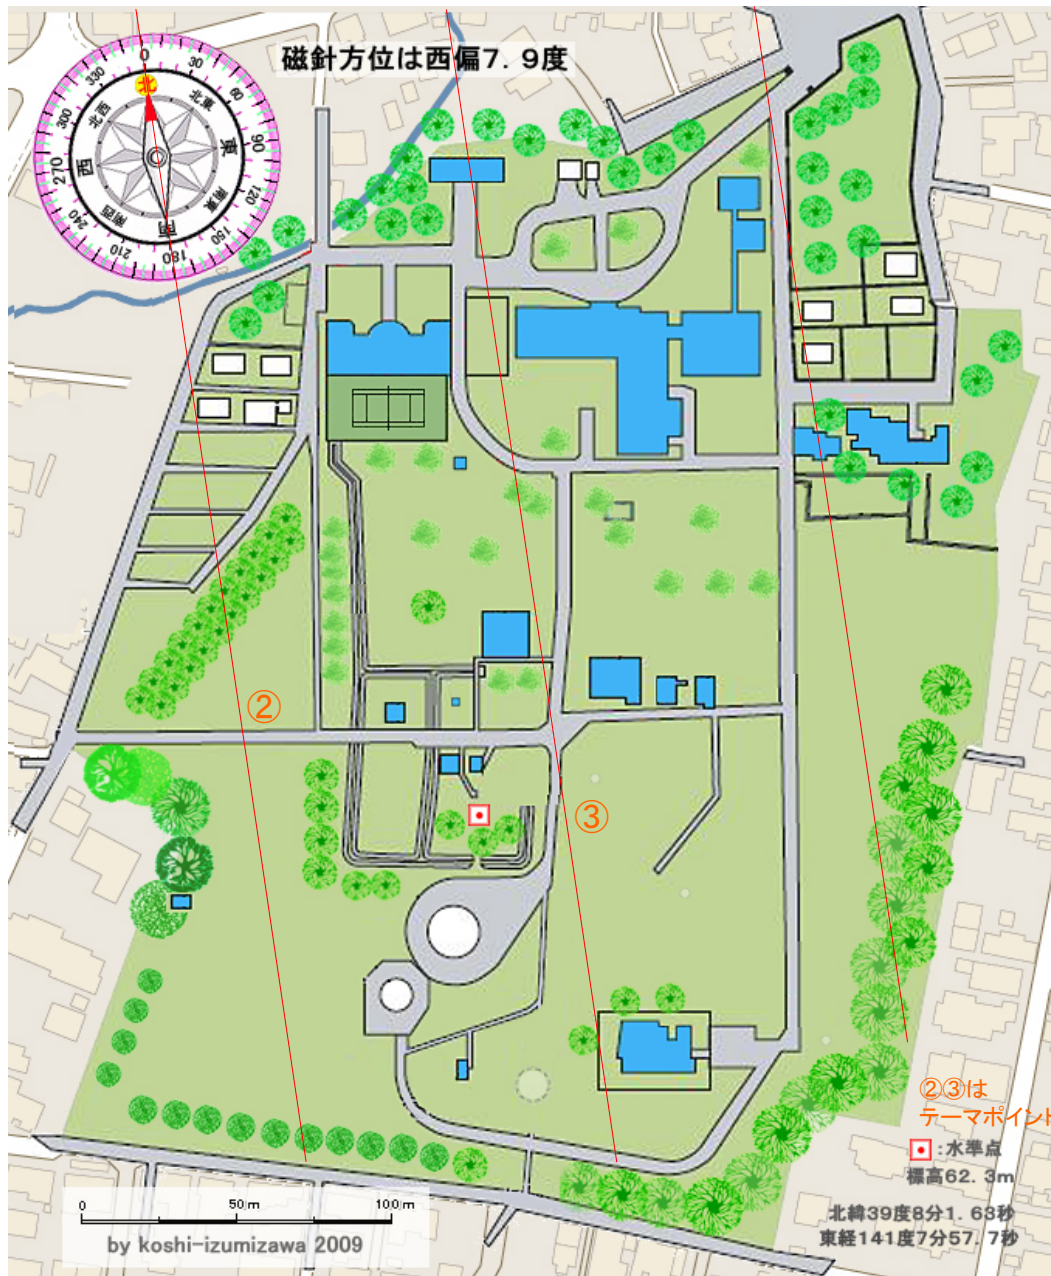 磁針方位は西偏7. 9度
0
30
60
90
120
150
180
210
240
270
300
330
北
北東
東
南東
南
南西
西
北西
②
③
②③は
テーマポイント
:水準点
標高62. 3m
北緯39度8分1. 63秒
東経141度7分57. 7秒
0 50m 100m
by koshi-izumizawa 2009